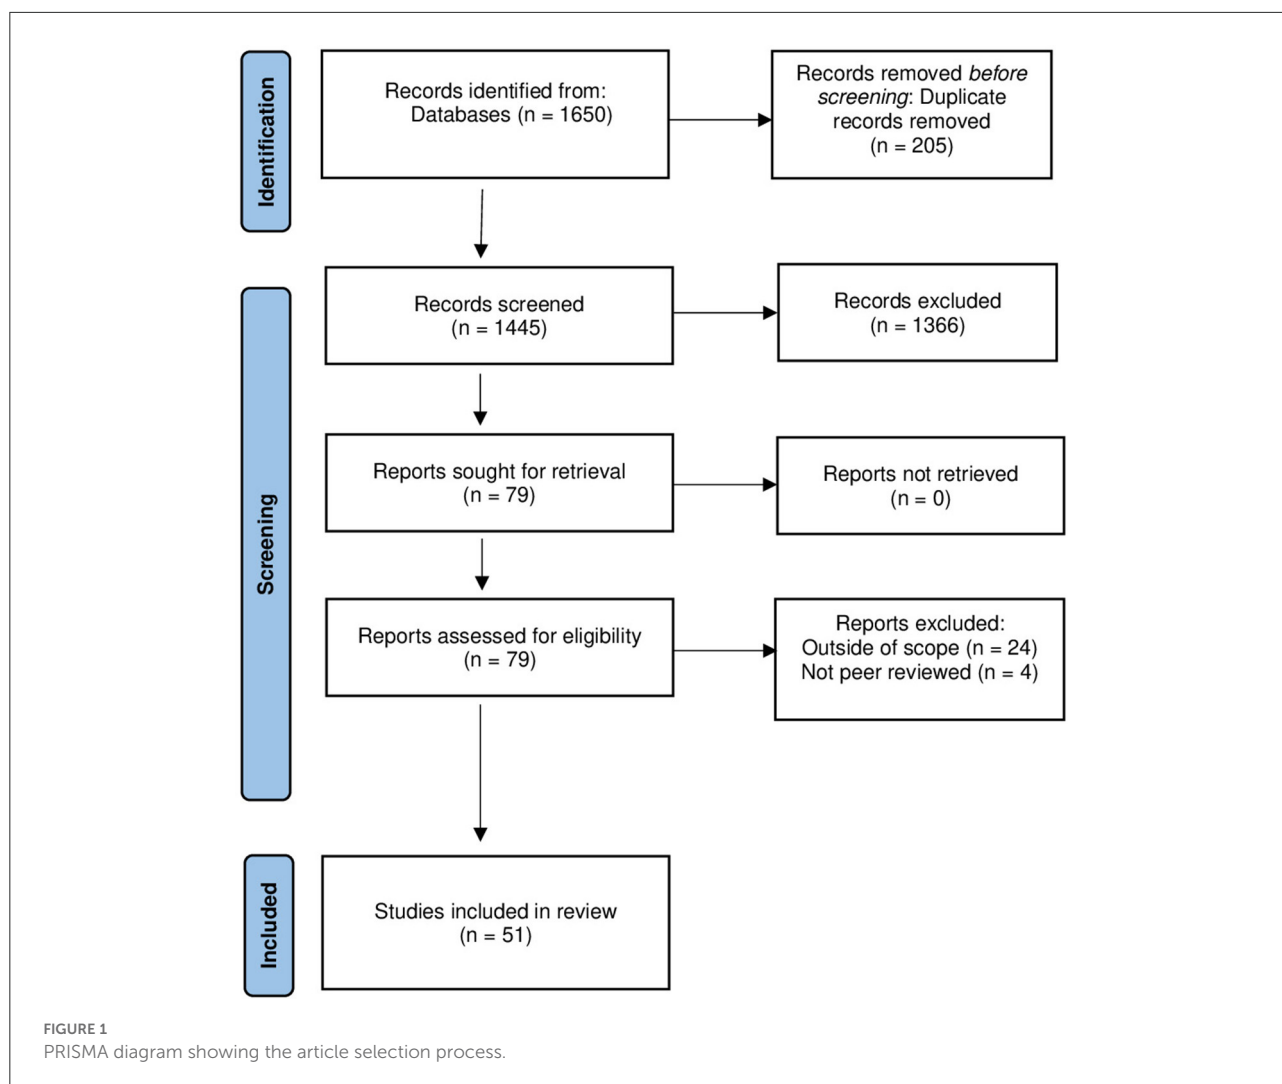 Identification
Records identified from:
Databases (n = 1650)
Records removed before
screening: Duplicate
records removed
(n = 205)
Screening
Records screened
(n = 1445)
Records excluded
(n = 1366)
Reports sought for retrieval
(n = 79)
Reports not retrieved
(n = 0)
Reports assessed for eligibility
(n = 79)
Reports excluded:
Outside of scope (n = 24)
Not peer reviewed (n = 4)
Included
Studies included in review
(n = 51)
FIGURE 1
PRISMA diagram showing the article selection process.